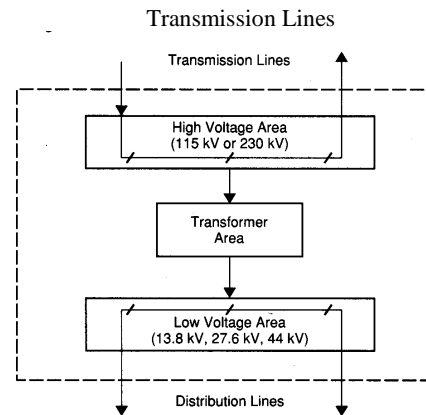 Transmission Lines
Transmission Lines
High Voltage Area
(115 kV or 230 kV)
Transformer
Area
Low Voltage Area
(13.8 kV, 27.6 kV, 44 kV)
Distribution Lines